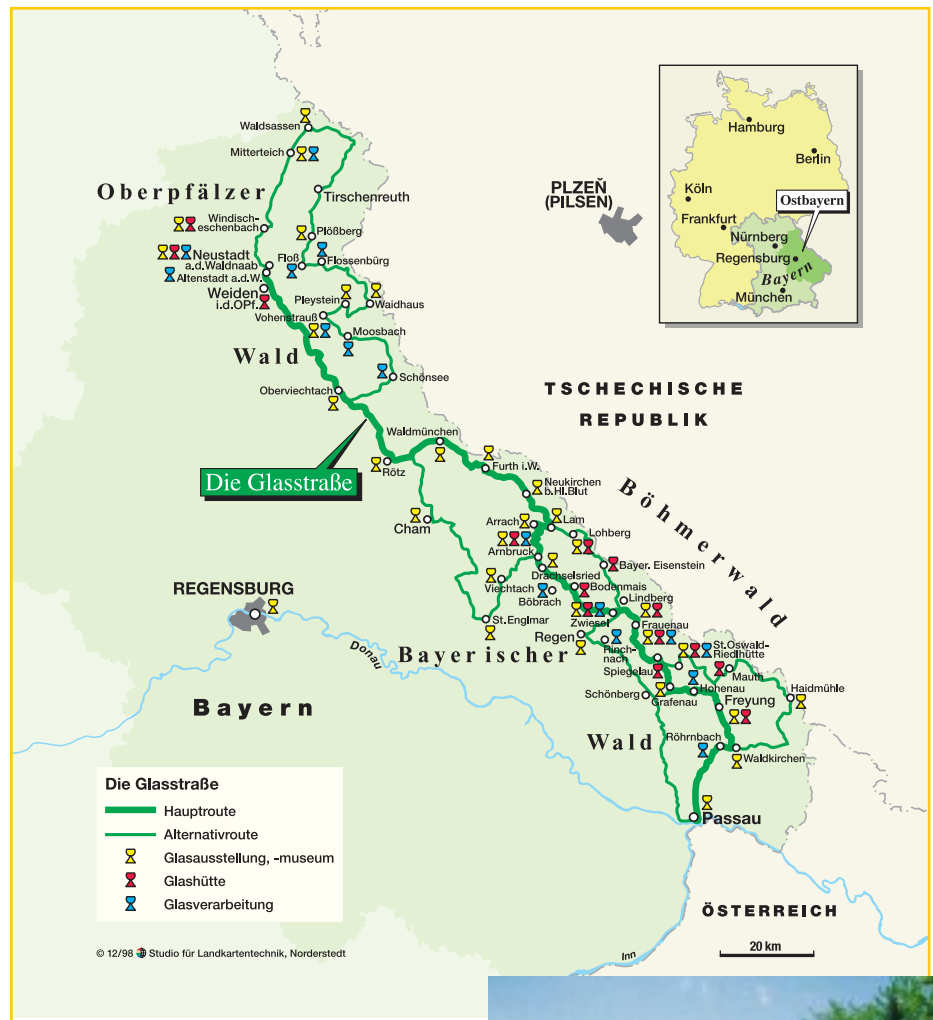 Waldsassen
Mitterteich
Oberpfälzer
Tirschenreuth
Windisch-
eschenbach
Plößberg
Neustadt
a.d.Waldnaab
Floß
Flossenbürg
Altenstadt a.d.W.
Weiden
i.d.OPf.
Pleystein
Waidhaus
Vohenstrauß
Moosbach
Wald
Schönsee
Oberviechtach
PLZEŇ
(PILSEN)
Hamburg
Berlin
Köln
Ostbayern
Frankfurt
Nürnberg
Regensburg
Bayern
München
TSCHECHISCHE
REPUBLIK
Waldmünchen
Die Glasstraße
Rötz
Furth i.W.
Neukirchen
b.Hl.Blut
Böhmerwald
Cham
Arrach
Lam
Lohberg
Arnbruck
Bayer. Eisenstein
Drachselsried
Viechtach
Bodenmais
Böbrach
Lindberg
REGENSBURG
St.Englmar
Zwiesel
Frauenau
Regen
St.Oswald-
Riedlhütte
Rinch-
nach
Bayerischer
Donau
Spiegelau
Mauth
Hohenau
Haidmühle
Schönberg
Grafenau
Freyung
Bayern
Wald
Röhrnbach
Waldkirchen
Passau
Die Glasstraße
Hauptroute
Alternativroute
Glasausstellung, -museum
Glashütte
Glasverarbeitung
ÖSTERREICH
20 km
Inn
© 12/98 Studio für Landkartentechnik, Norderstedt